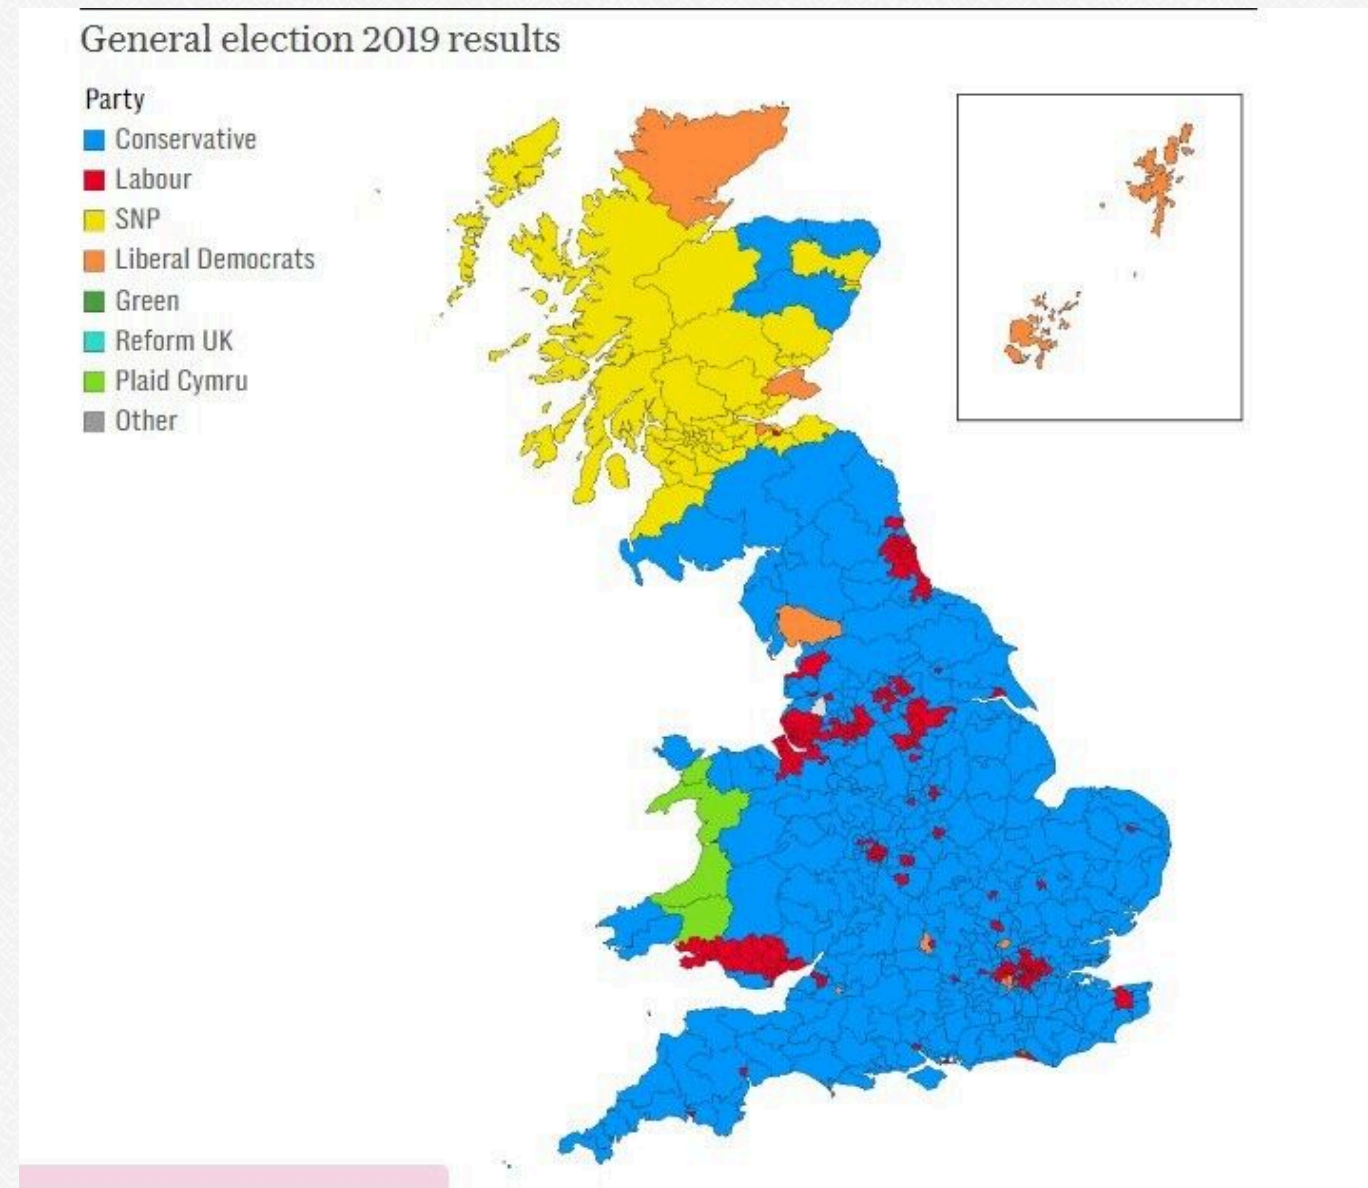 General election 2019 results
Party
Conservative
Labour
SNP
Liberal Democrats
Green
Reform UK
Plaid Cymru
Other